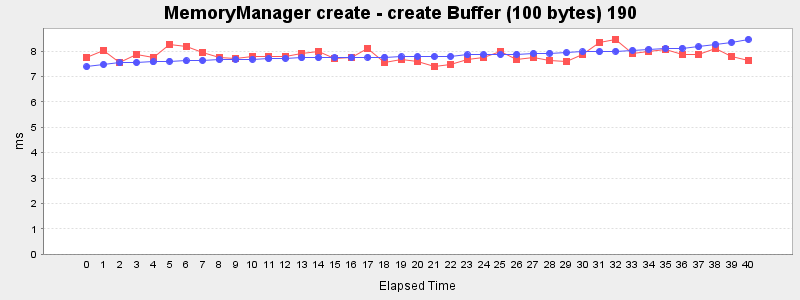 MemoryManager create - create Buffer (100 bytes) 190
8
7
6
5
4
3
2
1
0
ms
0 1 2 3 4 5 6 7 8 9 10 11 12 13 14 15 16 17 18 19 20 21 22 23 24 25 26 27 28 29 30 31 32 33 34 35 36 37 38 39 40
Elapsed Time